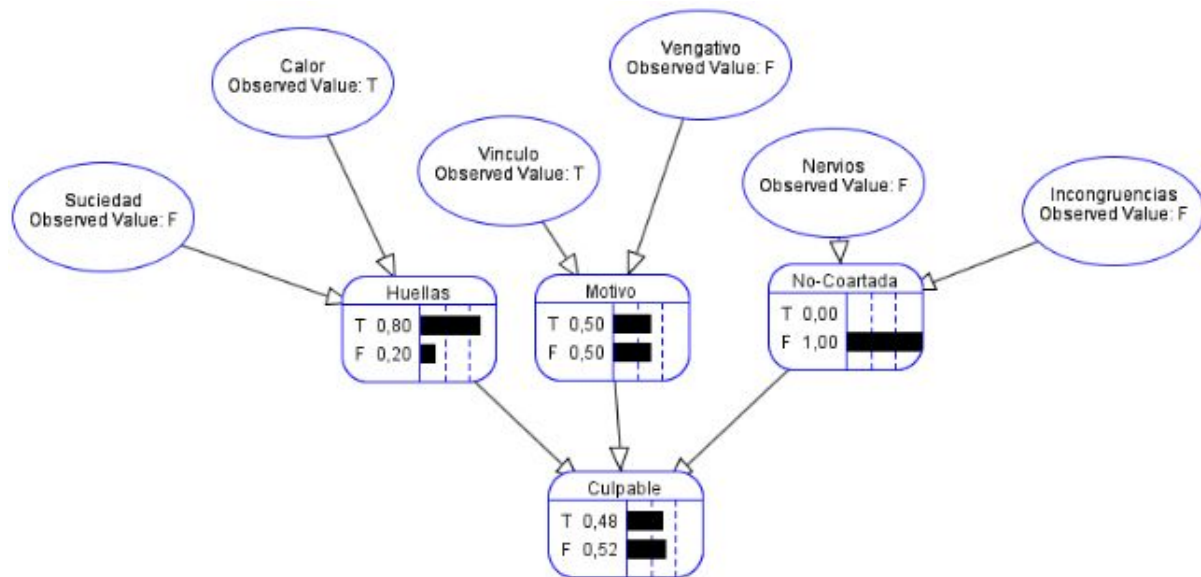 Calor
Observed Value: T
Vengativo
Observed Value: F
Vinculo
Observed Value: T
Nervios
Observed Value: F
Suciedad
Observed Value: F
Incongruencias
Observed Value: F
Huellas
T 0,80
F 0,20
Motivo
T 0,50
F 0,50
No-Coartada
T 0,00
F 1,00
Culpable
T 0,48
F 0,52